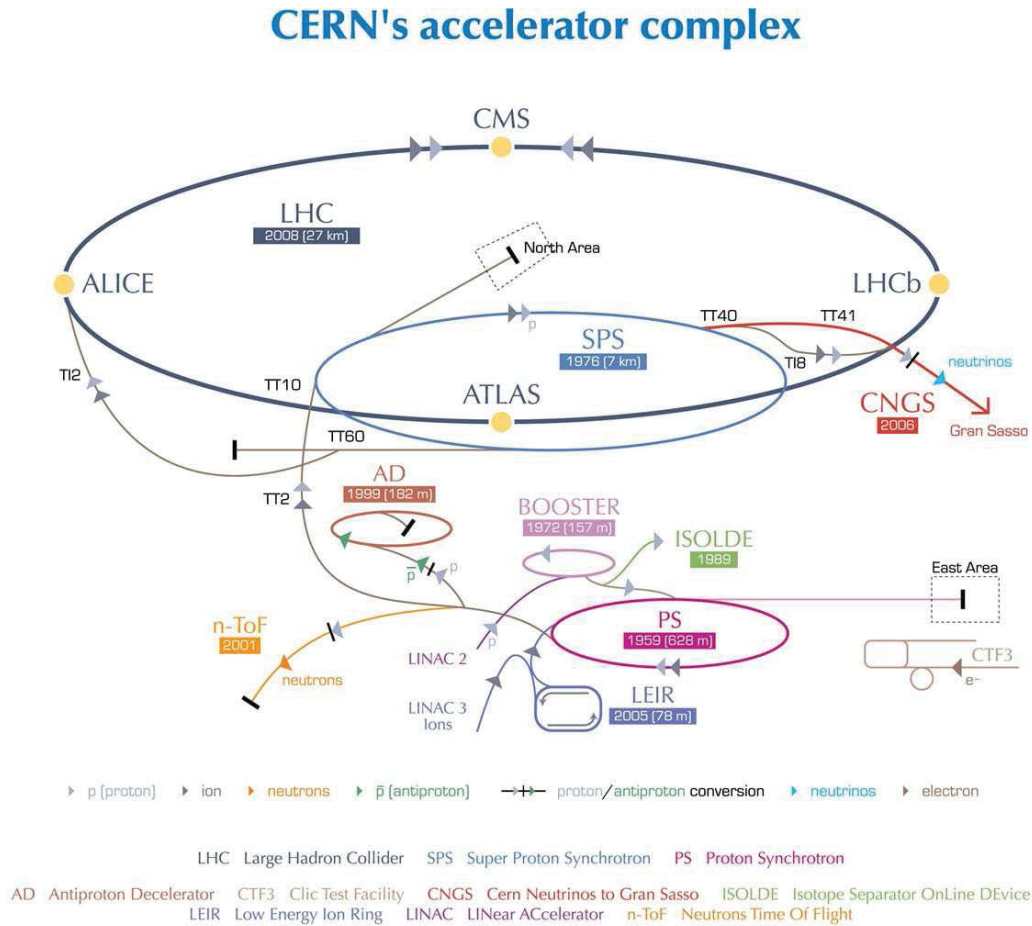 CERN's accelerator complex
CMS
LHC
2008 (27 km)
North Area
ALICE
LHCb
TT40
TT41
SPS
1976 (7 km)
p
TI8
neutrinos
TI2
TT10
ATLAS
CNGS
2006
Gran Sasso
TT60
AD
1999 (182 m)
TT2
BOOSTER
1972 (157 m)
ISOLDE
1989
p̅
p
East Area
n-ToF
2001
PS
1959 (628 m)
LINAC 2
p
neutrons
CTF3
e-
LEIR
2005 (78 m)
LINAC 3
Ions
p (proton) ion neutrons p̅ (antiproton) proton/antiproton conversion neutrinos electron
LHC Large Hadron Collider SPS Super Proton Synchrotron PS Proton Synchrotron
AD Antiproton Decelerator CTF3 Clic Test Facility CNGS Cern Neutrinos to Gran Sasso ISOLDE Isotope Separator OnLine DEvice
LEIR Low Energy Ion Ring LINAC LINear ACcelerator n-ToF Neutrons Time Of Flight